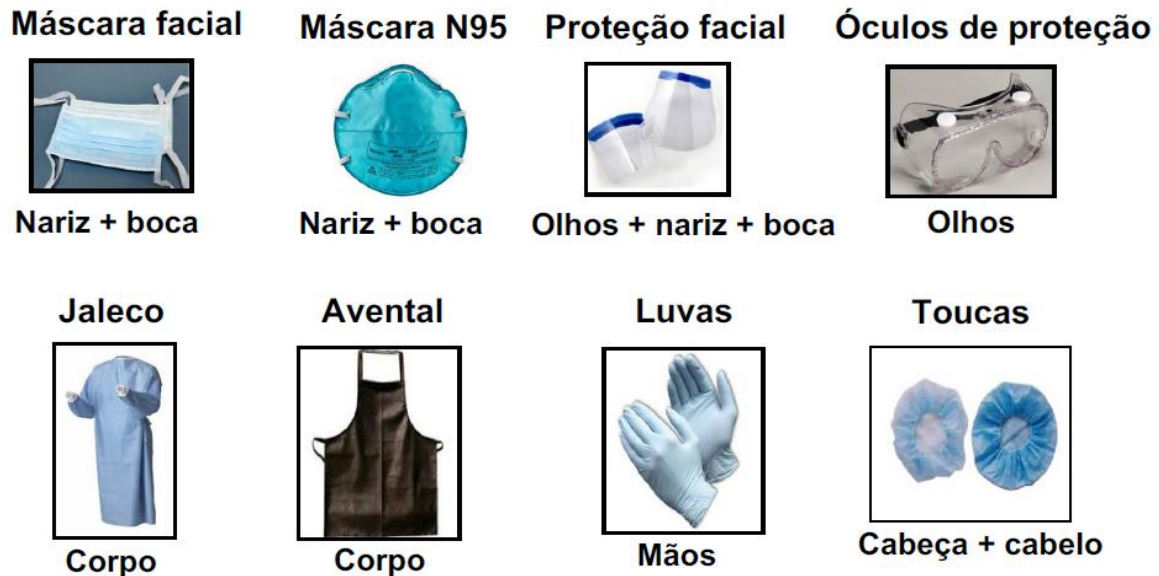 Máscara facial
Máscara N95
Proteção facial
Óculos de proteção
Nariz + boca
Nariz + boca
Olhos + nariz + boca
Olhos
Jaleco
Avental
Luvas
Toucas
Corpo
Corpo
Mãos
Cabeça + cabelo